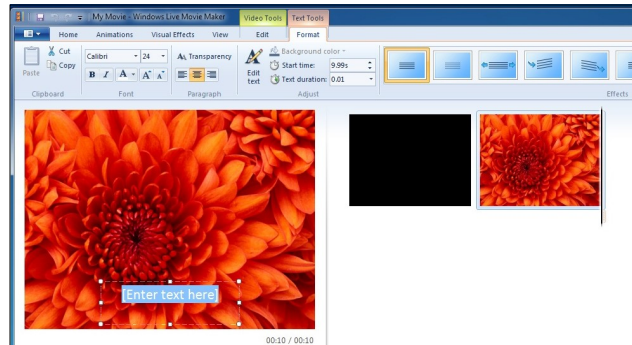 My Movie - Windows Live Movie Maker
Video Tools
Text Tools
Home
Animations
Visual Effects
View
Edit
Format
Paste
Cut
Copy
Clipboard
Calibri
24
B I A A A
Font
Transparency
Paragraph
Edit text
Background color
Start time: 9.99s
Text duration: 0.01
Adjust
Effects
[Enter text here]
00:10 / 00:10